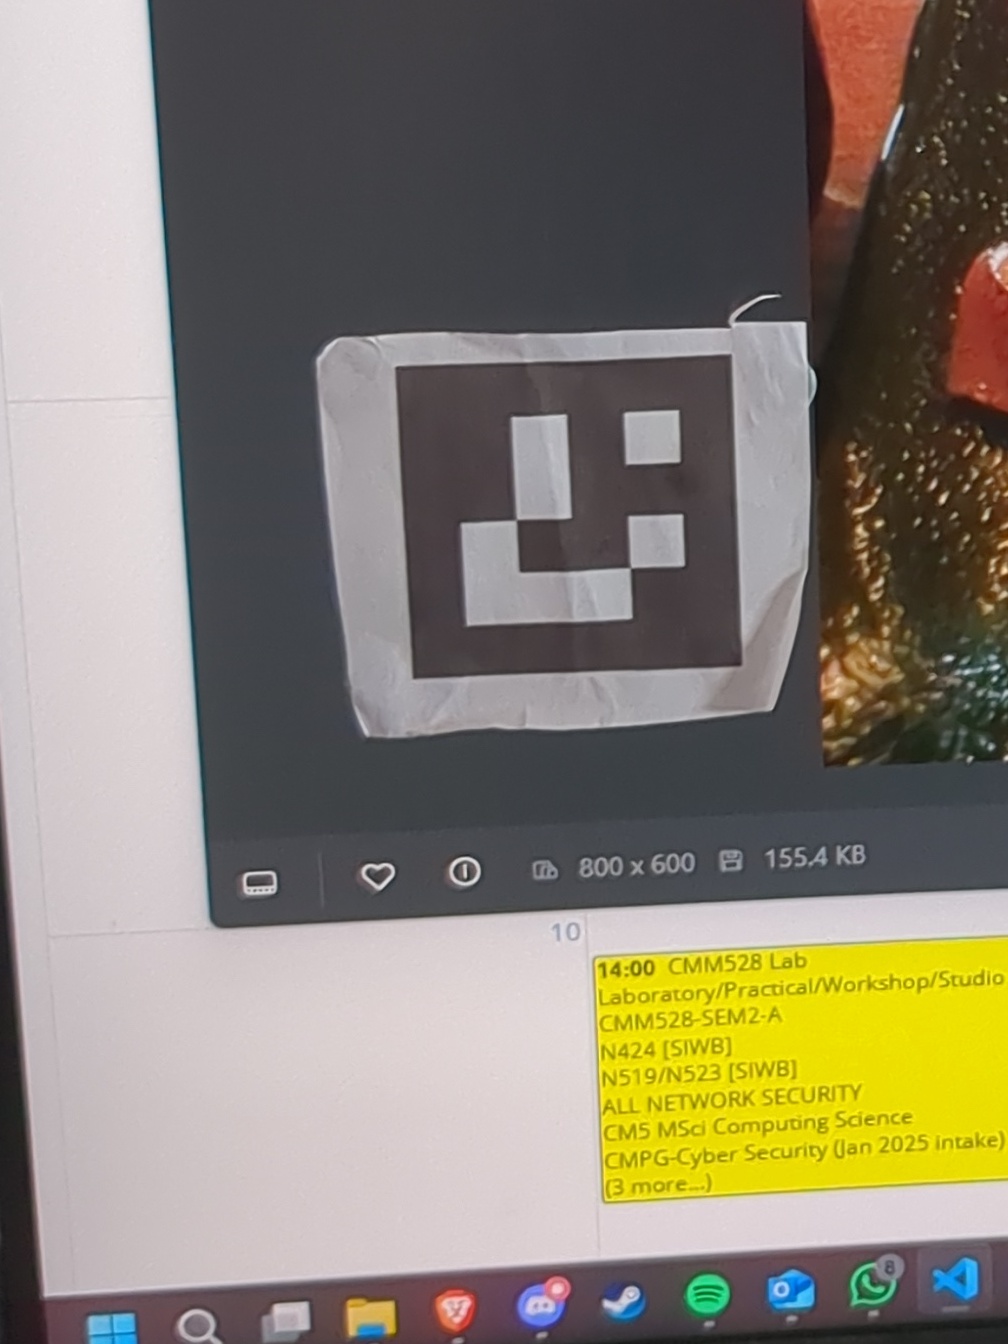 800 x 600 155.4 KB
10
14:00 CMM528 Lab
Laboratory/Practical/Workshop/Studio
CMM528-SEM2-A
N424 [SIWB]
N519/N523 [SIWB]
ALL NETWORK SECURITY
CM5 MSci Computing Science
CMPG-Cyber Security (Jan 2025 intake)
(3 more...)
8